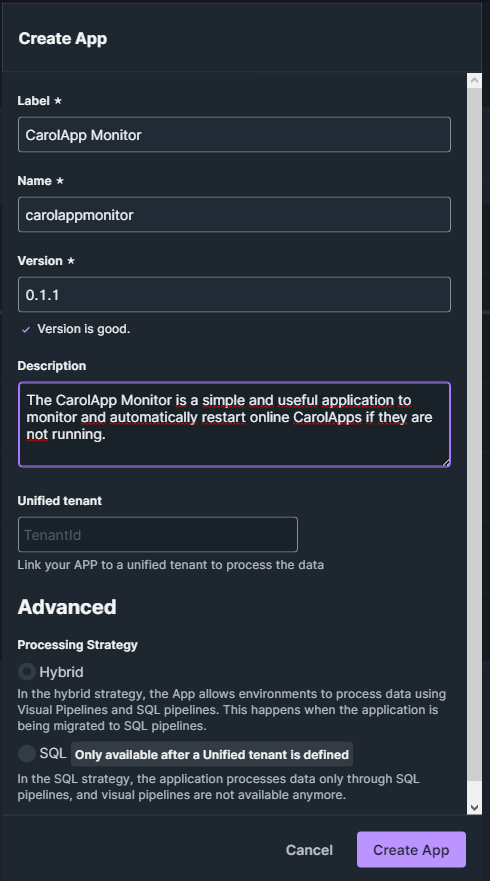 Create App
Label *
CarolApp Monitor
Name *
carolappmonitor
Version *
0.1.1
Version is good.
Description
The CarolApp Monitor is a simple and useful application to
monitor and automatically restart online CarolApps if they are
not running.
Unified tenant
TenantId
Link your APP to a unified tenant to process the data
Advanced
Processing Strategy
Hybrid
In the hybrid strategy, the App allows environments to process data using
Visual Pipelines and SQL pipelines. This happens when the application is
being migrated to SQL pipelines.
SQL Only available after a Unified tenant is defined
In the SQL strategy, the application processes data only through SQL
pipelines, and visual pipelines are not available anymore.
Cancel Create App